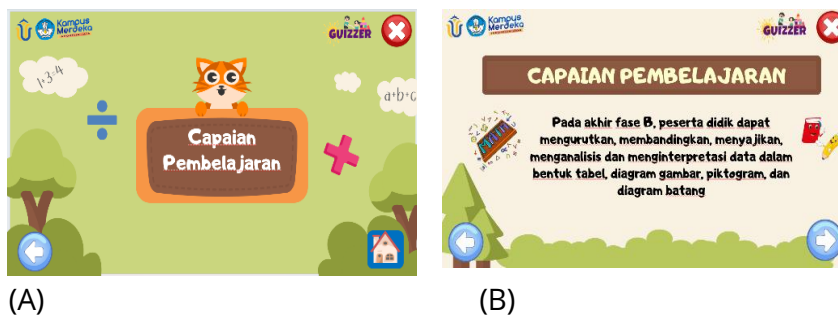 Kampus
Merdeka
GUIZZER
1+3=4
a+b=c
Capaian
Pembelajaran
(A)
Kampus
Merdeka
GUIZZER
CAPAIAN PEMBELAJARAN
MATH
Pada akhir fase B, peserta didik dapat
mengurutkan, membandingkan, menyajikan,
menganalisis dan menginterpretasi data dalam
bentuk tabel, diagram gambar, piktogram, dan
diagram batang
(B)